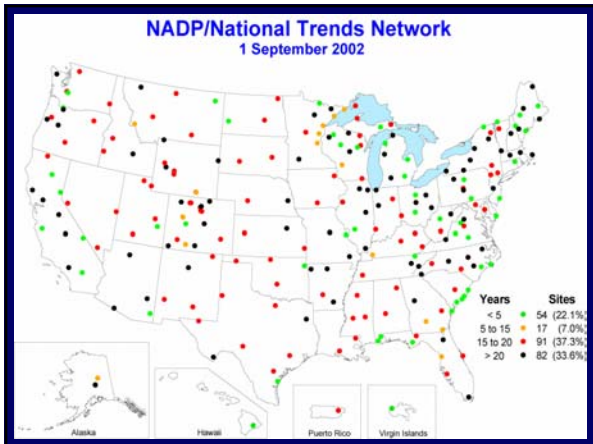 NADP/National Trends Network
1 September 2002
Years Sites
< 5 54 (22.1%)
5 to 15 17 (7.0%)
15 to 20 91 (37.3%)
> 20 82 (33.6%)
Alaska
Hawaii
Puerto Rico
Virgin Islands